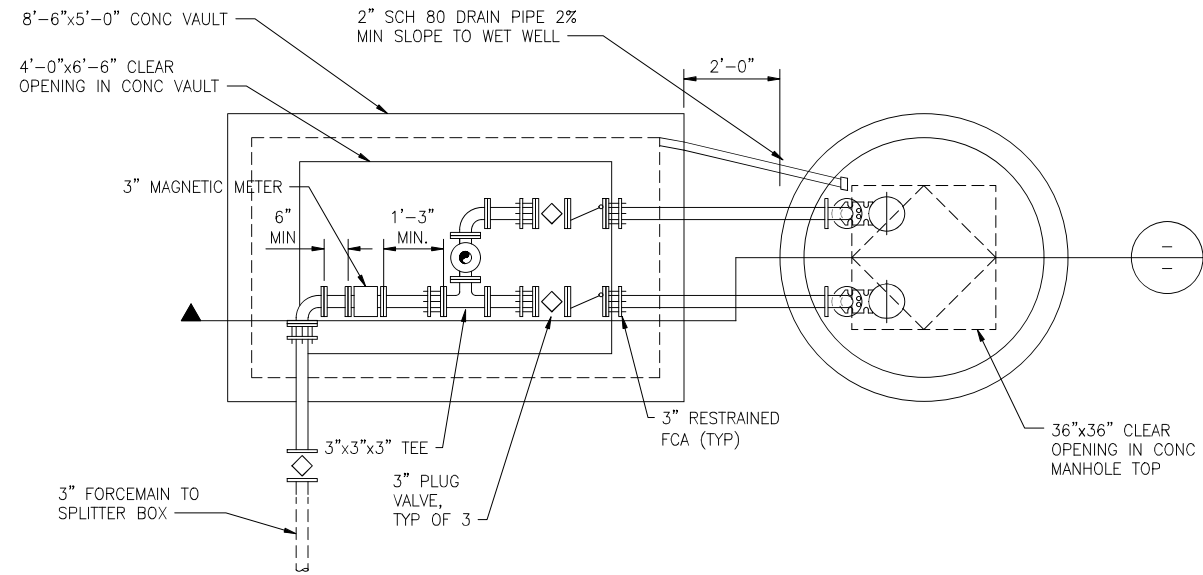 8'-6"x5'-0" CONC VAULT
2" SCH 80 DRAIN PIPE 2%
MIN SLOPE TO WET WELL
4'-0"x6'-6" CLEAR
OPENING IN CONC VAULT
2'-0"
3" MAGNETIC METER
6"
MIN
1'-3"
MIN.
3"x3"x3" TEE
3" PLUG
VALVE,
TYP OF 3
3" RESTRAINED
FCA (TYP)
36"x36" CLEAR
OPENING IN CONC
MANHOLE TOP
3" FORCEMAIN TO
SPLITTER BOX
-
-